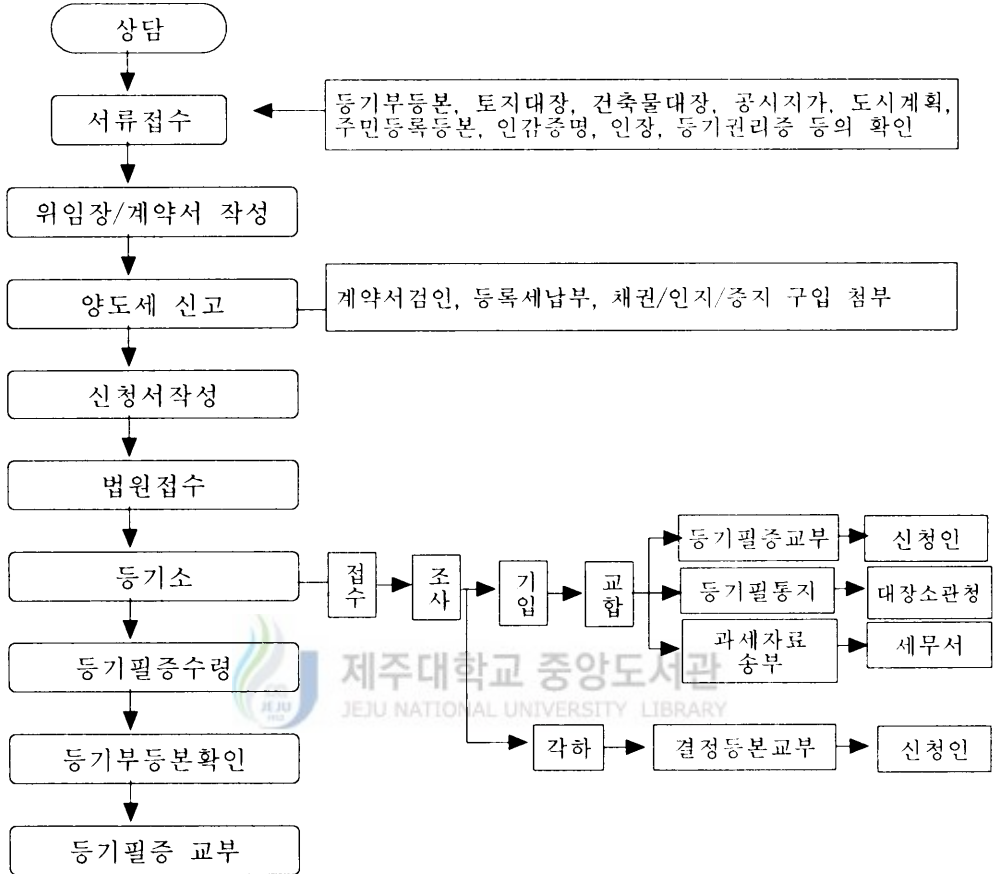 상담
서류접수
등기부등본, 토지대장, 건축물대장, 공시지가, 도시계획,
주민등록등본, 인감증명, 인장, 등기권리증 등의 확인
위임장/계약서 작성
양도세 신고
계약서검인, 등록세납부, 채권/인지/증지 구입 첨부
신청서작성
법원접수
등기소
접수
조사
기입
교합
등기필증교부
신청인
등기필통지
대장소관청
과세자료
송부
세무서
각하
결정등본교부
신청인
등기필증수령
등기부등본확인
등기필증 교부
제주대학교 중앙도서관
JEJU NATIONAL UNIVERSITY LIBRARY
JEJU
1952